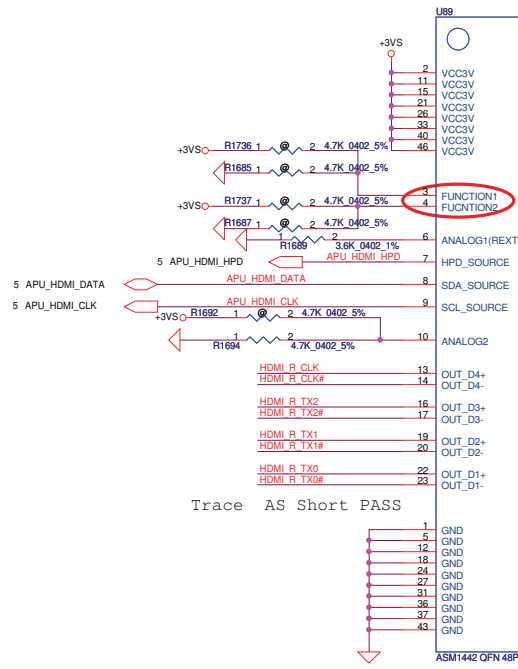 U89
+3VS
2 VCC3V
11 VCC3V
15 VCC3V
21 VCC3V
26 VCC3V
33 VCC3V
40 VCC3V
46 VCC3V
+3VS R1736 1 @ 2 4.7K_0402_5%
R1685 1 @ 2 4.7K_0402_5%
3 FUNCTION1
+3VS R1737 1 @ 2 4.7K_0402_5%
4 FUCNTION2
R1687 1 @ 2 4.7K_0402_5%
R1689 1 2 3.6K_0402_1% 6 ANALOG1(REXT
5 APU_HDMI_HPD APU_HDMI_HPD 7 HPD_SOURCE
5 APU_HDMI_DATA APU_HDMI_DATA 8 SDA_SOURCE
5 APU_HDMI_CLK APU_HDMI_CLK 9 SCL_SOURCE
+3VS R1692 1 @ 2 4.7K_0402_5%
R1694 1 2 4.7K_0402_5% 10 ANALOG2
HDMI_R_CLK 13 OUT_D4+
HDMI_R_CLK# 14 OUT_D4-
HDMI_R_TX2 16 OUT_D3+
HDMI_R_TX2# 17 OUT_D3-
HDMI_R_TX1 19 OUT_D2+
HDMI_R_TX1# 20 OUT_D2-
HDMI_R_TX0 22 OUT_D1+
HDMI_R_TX0# 23 OUT_D1-
Trace AS Short PASS
1 GND
5 GND
12 GND
18 GND
24 GND
27 GND
31 GND
36 GND
37 GND
43 GND
ASM1442 QFN 48P